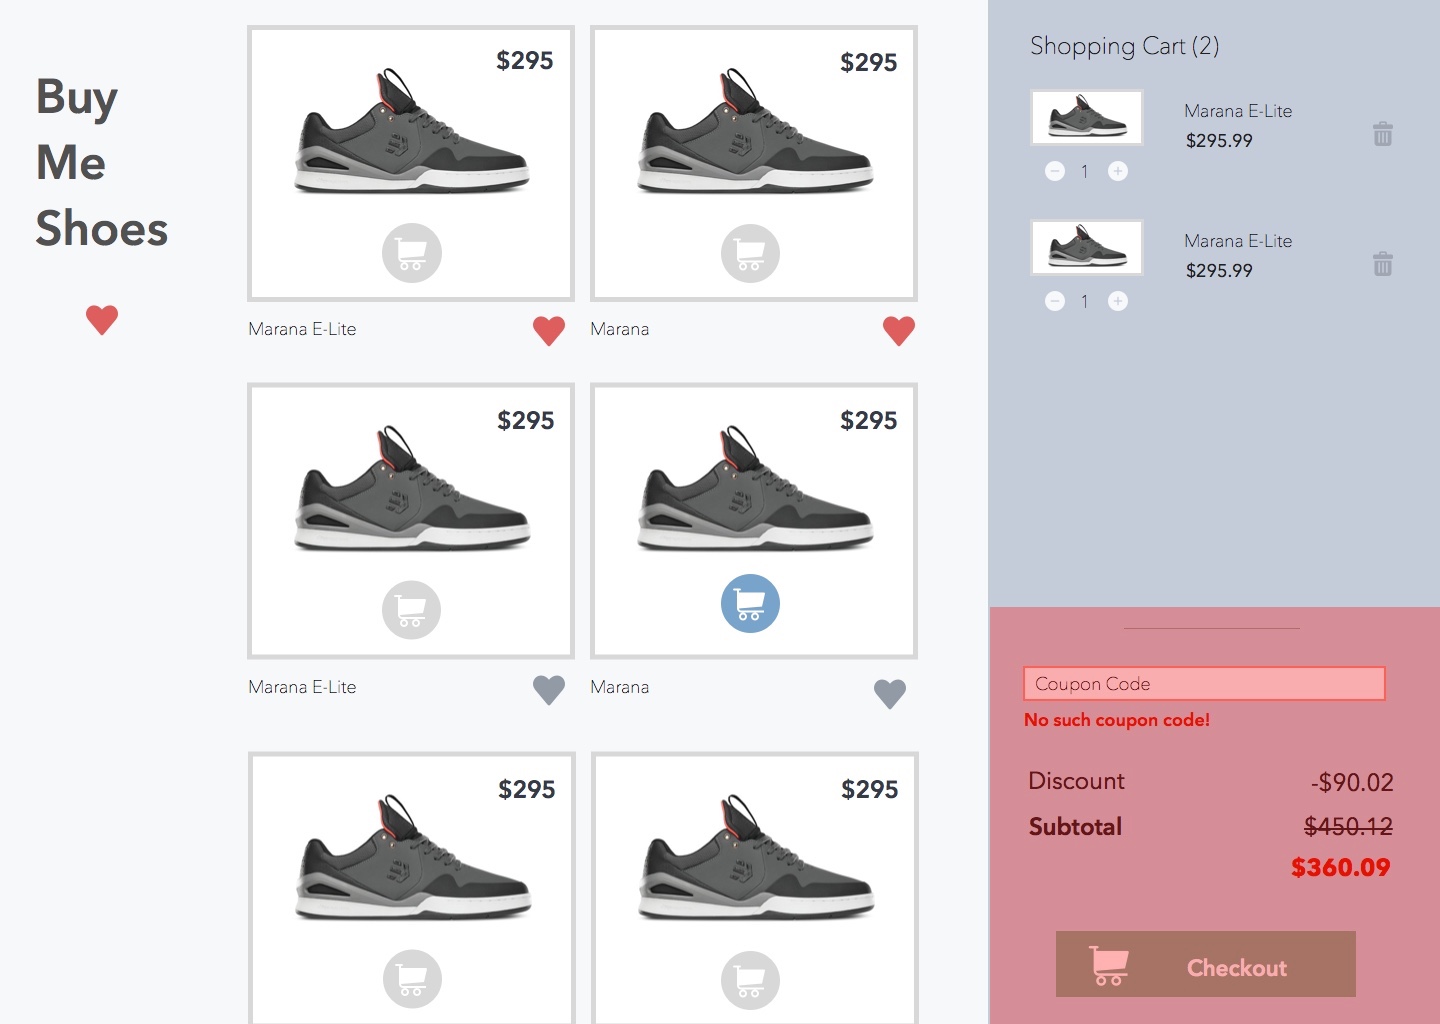 Buy
Me
Shoes
$295
$295
Marana E-Lite
Marana
$295
$295
Marana E-Lite
Marana
$295
$295
Shopping Cart (2)
Marana E-Lite
$295.99
1
Marana E-Lite
$295.99
1
Coupon Code
No such coupon code!
Discount -$90.02
Subtotal $450.12
$360.09
Checkout